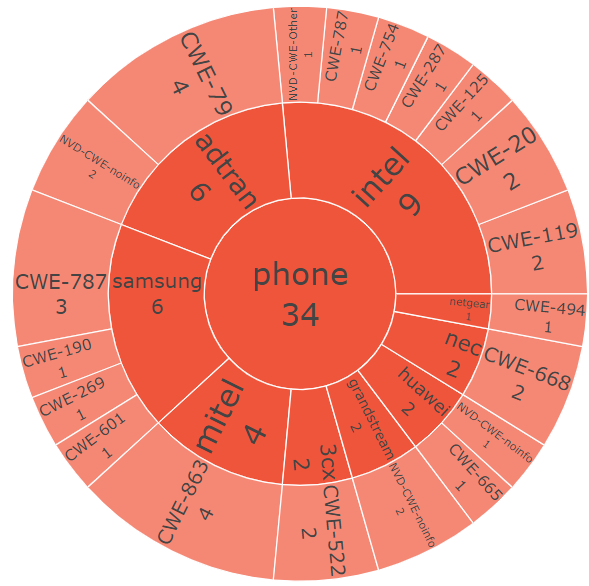 phone
34
intel
9
CWE-119
2
CWE-20
2
CWE-125
1
CWE-287
1
CWE-754
1
CWE-787
1
NVD-CWE-Other
1
adtran
6
CWE-79
4
NVD-CWE-noinfo
2
samsung
6
CWE-787
3
CWE-190
1
CWE-269
1
CWE-601
1
mitel
4
CWE-863
4
3cx
2
CWE-522
2
grandstream
2
NVD-CWE-noinfo
2
huawei
2
CWE-665
1
NVD-CWE-noinfo
1
nec
2
CWE-668
2
netgear
1
CWE-494
1